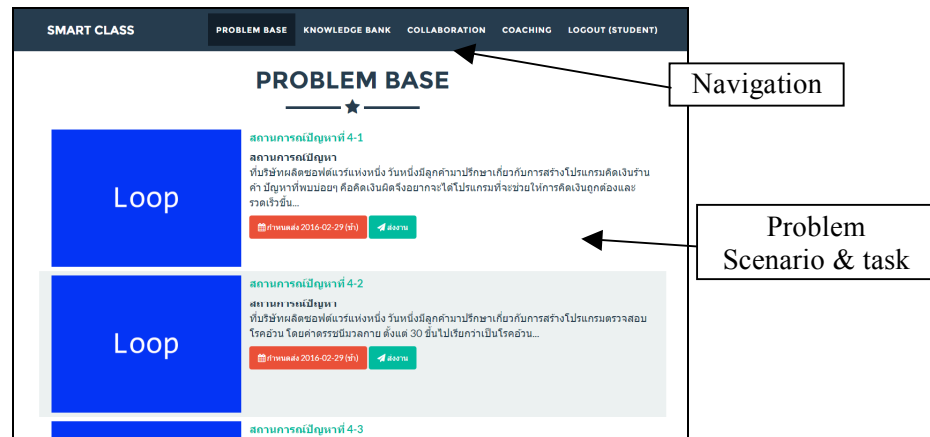 SMART CLASS PROBLEM BASE KNOWLEDGE BANK COLLABORATION COACHING LOGOUT (STUDENT)
Navigation
PROBLEM BASE
Loop
สถานการณ์ปัญหาที่ 4-1
สถานการณ์ปัญหา
ที่บริษัทผลิตซอฟต์แวร์แห่งหนึ่ง วันหนึ่งมีลูกค้ามาปรึกษาเกี่ยวกับการสร้างโปรแกรมคิดเงินร้าน
ค้า ปัญหาที่พบบ่อยๆ คือคิดเงินผิดจึงอยากจะได้โปรแกรมที่จะช่วยให้การคิดเงินถูกต้องและ
รวดเร็วขึ้น...
กำหนดส่ง 2016-02-29 (ช้า) ส่งงาน
Problem
Scenario & task
Loop
สถานการณ์ปัญหาที่ 4-2
สถานการณ์ปัญหา
ที่บริษัทผลิตซอฟต์แวร์แห่งหนึ่ง วันหนึ่งมีลูกค้ามาปรึกษาเกี่ยวกับการสร้างโปรแกรมตรวจสอบ
โรคอ้วน โดยค่าดรรชนีมวลกาย ตั้งแต่ 30 ขึ้นไปเรียกว่าเป็นโรคอ้วน...
กำหนดส่ง 2016-02-29 (ช้า) ส่งงาน
สถานการณ์ปัญหาที่ 4-3